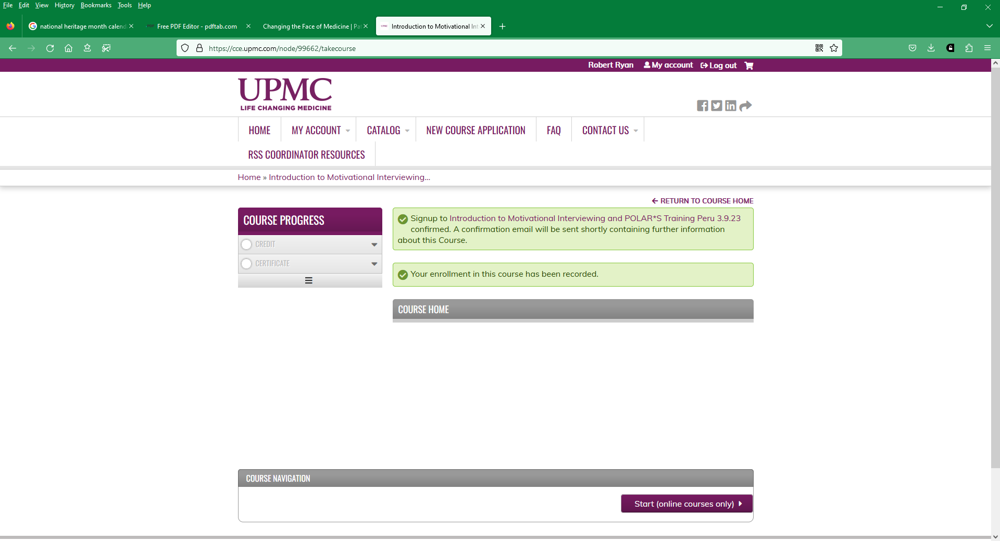 File Edit View History Bookmarks Tools Help
national heritage month calend
Free PDF Editor - pdftab.com
Changing the Face of Medicine | Pat
Introduction to Motivational Int
https://cce.upmc.com/node/99662/takecourse
Robert Ryan My account Log out
UPMC
LIFE CHANGING MEDICINE
HOME MY ACCOUNT CATALOG NEW COURSE APPLICATION FAQ CONTACT US
RSS COORDINATOR RESOURCES
Home » Introduction to Motivational Interviewing...
RETURN TO COURSE HOME
COURSE PROGRESS
CREDIT
CERTIFICATE
Signup to Introduction to Motivational Interviewing and POLAR*S Training Peru 3.9.23
confirmed. A confirmation email will be sent shortly containing further information
about this Course.
Your enrollment in this course has been recorded.
COURSE HOME
COURSE NAVIGATION
Start (online courses only)